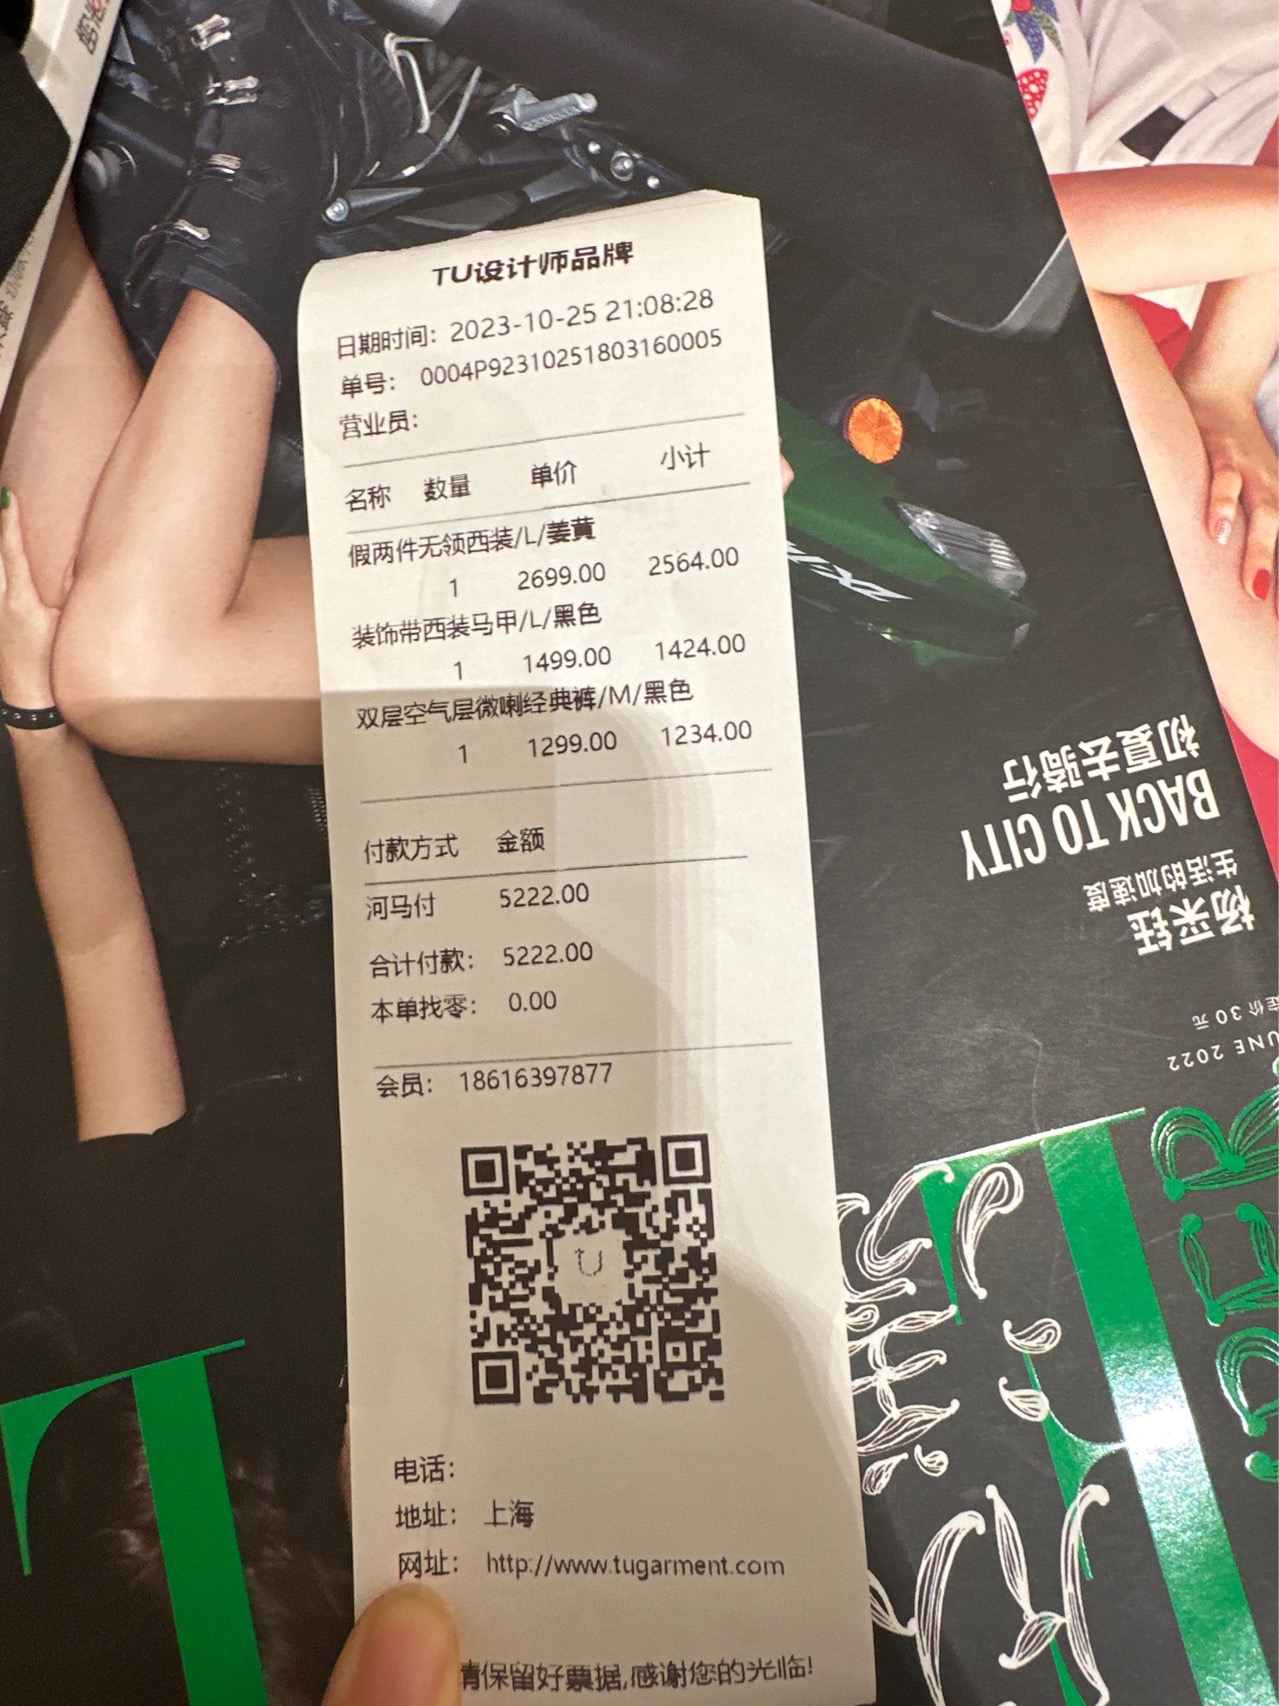 TU设计师品牌
日期时间: 2023-10-25 21:08:28
单号: 0004P92310251803160005
营业员:
名称 数量 单价 小计
假两件无领西装/L/姜黄
1 2699.00 2564.00
装饰带西装马甲/L/黑色
1 1499.00 1424.00
双层空气层微喇经典裤/M/黑色
1 1299.00 1234.00
付款方式 金额
河马付 5222.00
合计付款: 5222.00
本单找零: 0.00
会员: 18616397877
电话:
地址: 上海
网址: http://www.tugarment.com
请保留好票据,感谢您的光临!
初夏去骑行
BACK TO CITY
生活的加速度
杨采钰
定价 30 元
JUNE 2022